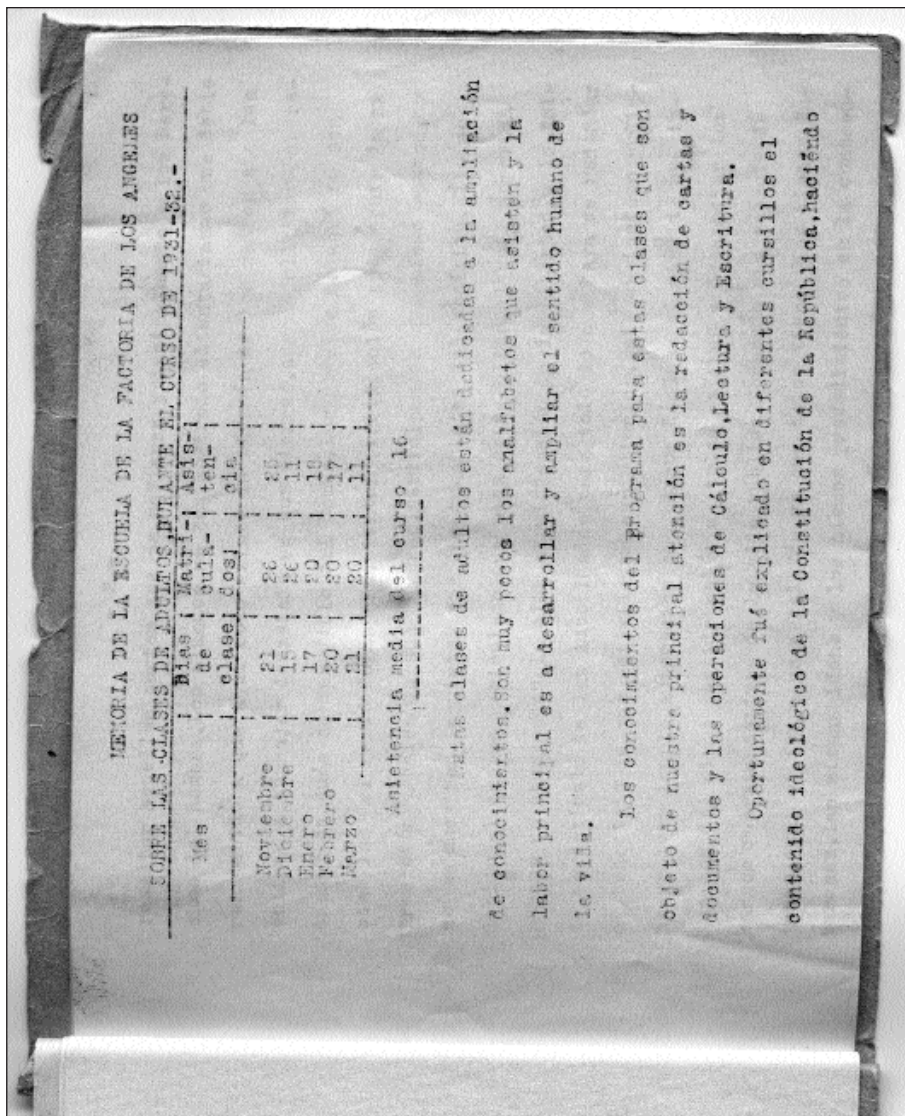 MEMORIA DE LA ESCUELA DE LA FACTORIA DE LOS ANGELES
SOBRE LAS CLASES DE ADULTOS,DURANTE EL CURSO DE 1931-32.-
Mes ¦ Dias ¦ Matri-¦ Asis-¦
¦ de ¦ cula- ¦ ten- ¦
¦ clase¦ dos¦ ¦ cia ¦
Noviembre ¦ 21 ¦ 26 ¦ 25 ¦
Diciembre ¦ 15 ¦ 26 ¦ 11 ¦
Enero ¦ 17 ¦ 20 ¦ 18 ¦
Febrero ¦ 20 ¦ 20 ¦ 17 ¦
Marzo ¦ 21 ¦ 20 ¦ 11 ¦
Asistencia media del curso 16
Estas clases de adultos están dedicadas a la ampliación
de conocimientos.Son muy pocos los analfabetos que asisten y la
labor principal es a desarrollar y ampliar el sentido humano de
la vida.
Los conocimientos del Programa para estas clases que son
objeto de nuestra principal atención es la redacción de cartas y
documentos y las operaciones de Cálculo,Lectura y Escritura.
Oportunamente fué explicado en diferentes cursillos el
contenido ideológico de la Constitución de la República,haciéndo